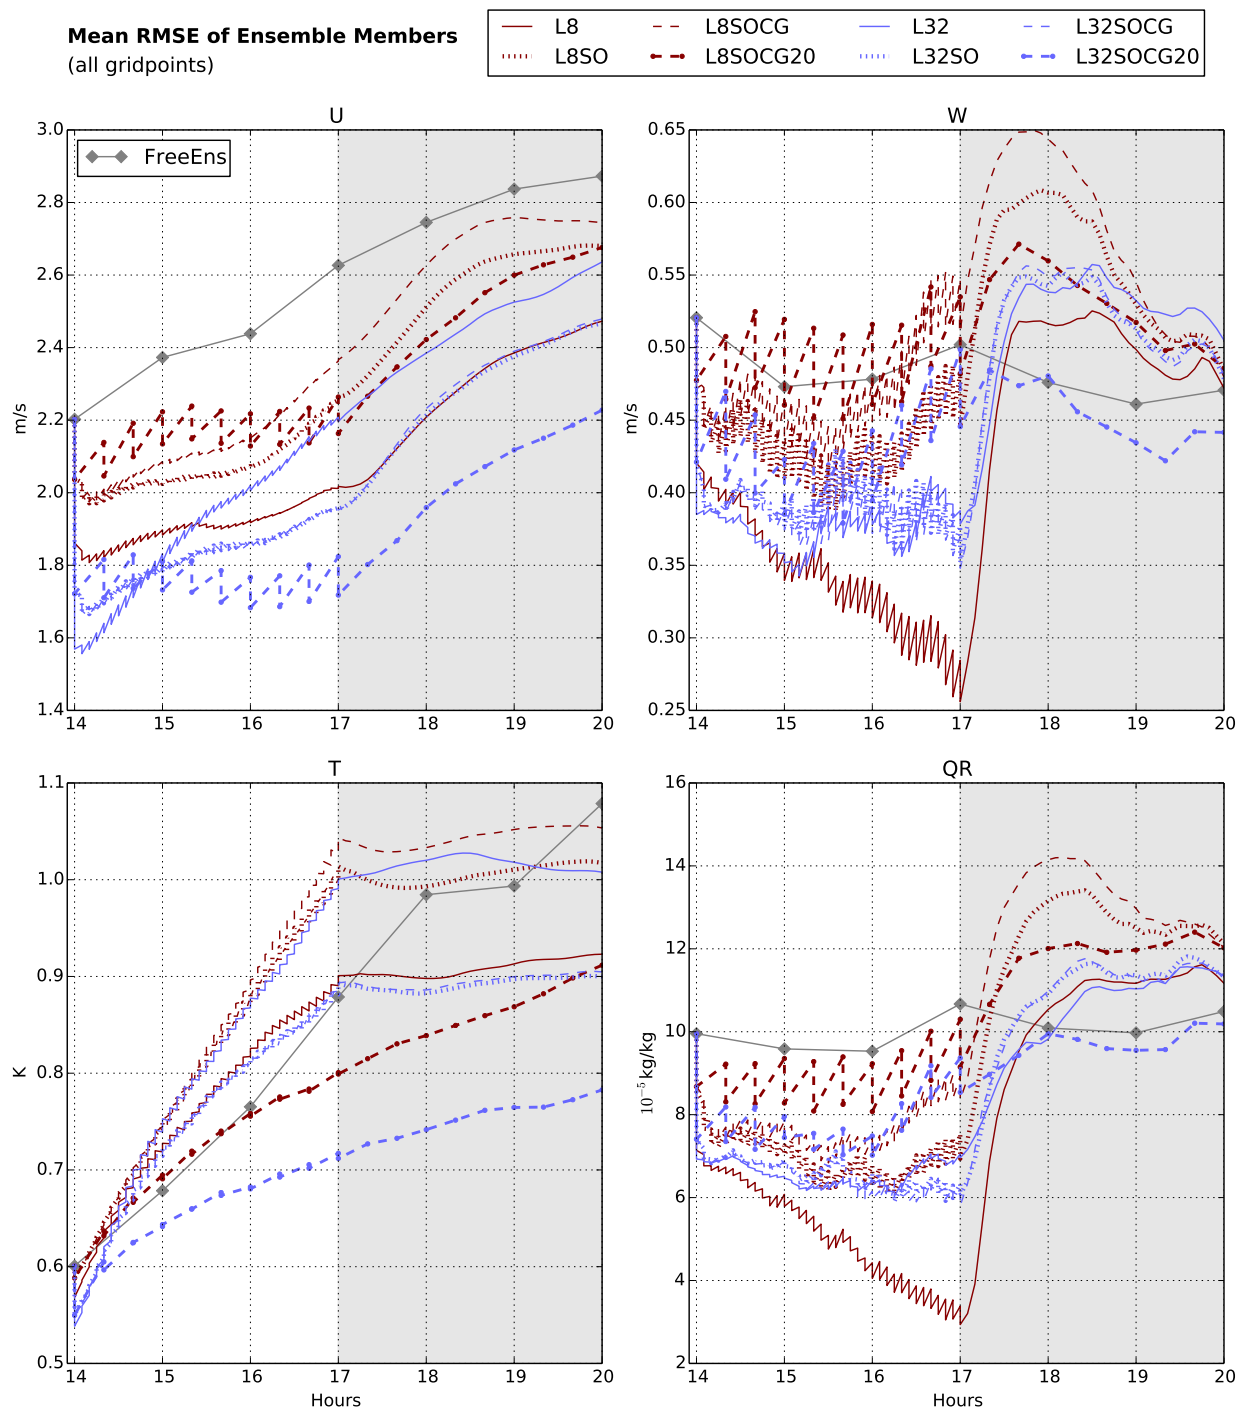 Mean RMSE of Ensemble Members
(all gridpoints)
L8 L8SOCG L32 L32SOCG
L8SO L8SOCG20 L32SO L32SOCG20
U
FreeEns
m/s
3.0
2.8
2.6
2.4
2.2
2.0
1.8
1.6
1.4
14 15 16 17 18 19 20
W
m/s
0.65
0.60
0.55
0.50
0.45
0.40
0.35
0.30
0.25
14 15 16 17 18 19 20
T
K
1.1
1.0
0.9
0.8
0.7
0.6
0.5
14 15 16 17 18 19 20
Hours
QR
10⁻⁵ kg/kg
16
14
12
10
8
6
4
2
14 15 16 17 18 19 20
Hours